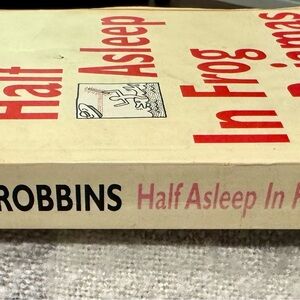 Half
Asleep
In Frog
ROBBINS Half Asleep In